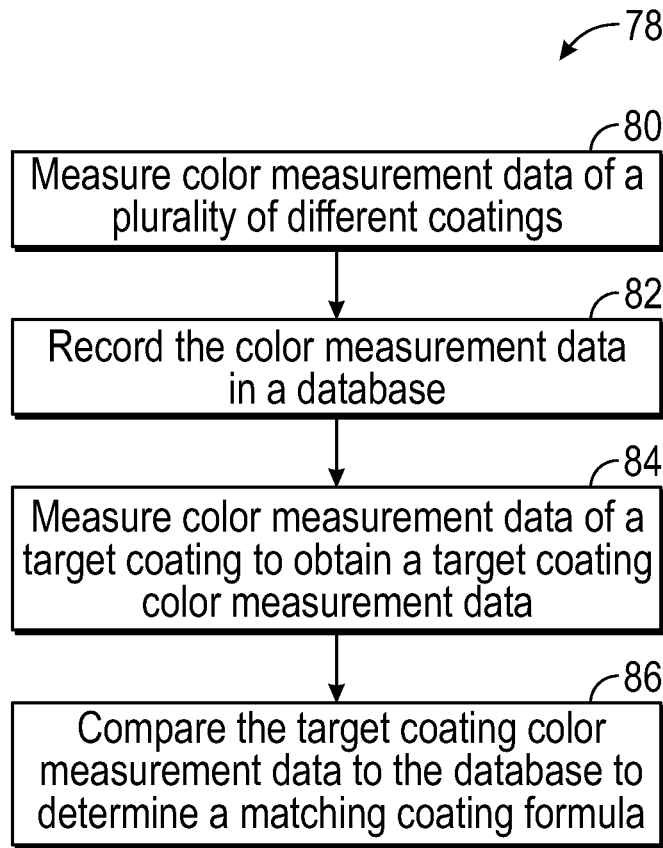 78
80
Measure color measurement data of a
plurality of different coatings
82
Record the color measurement data
in a database
84
Measure color measurement data of a
target coating to obtain a target coating
color measurement data
86
Compare the target coating color
measurement data to the database to
determine a matching coating formula